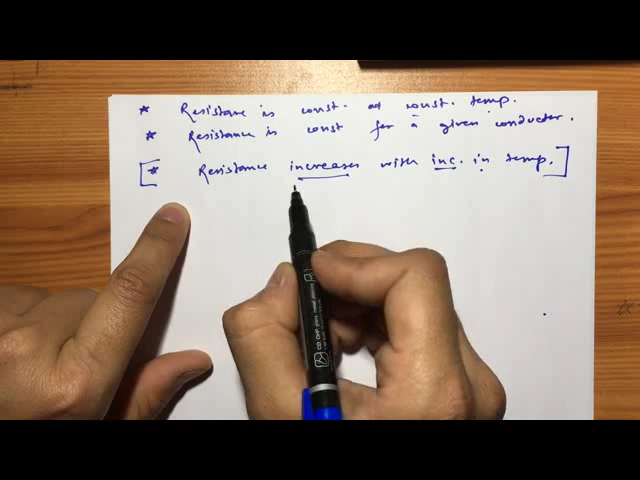 * Resistance is const. at const. temp.
* Resistance is const for a given conductor.
[* Resistance increases with inc. in temp.]